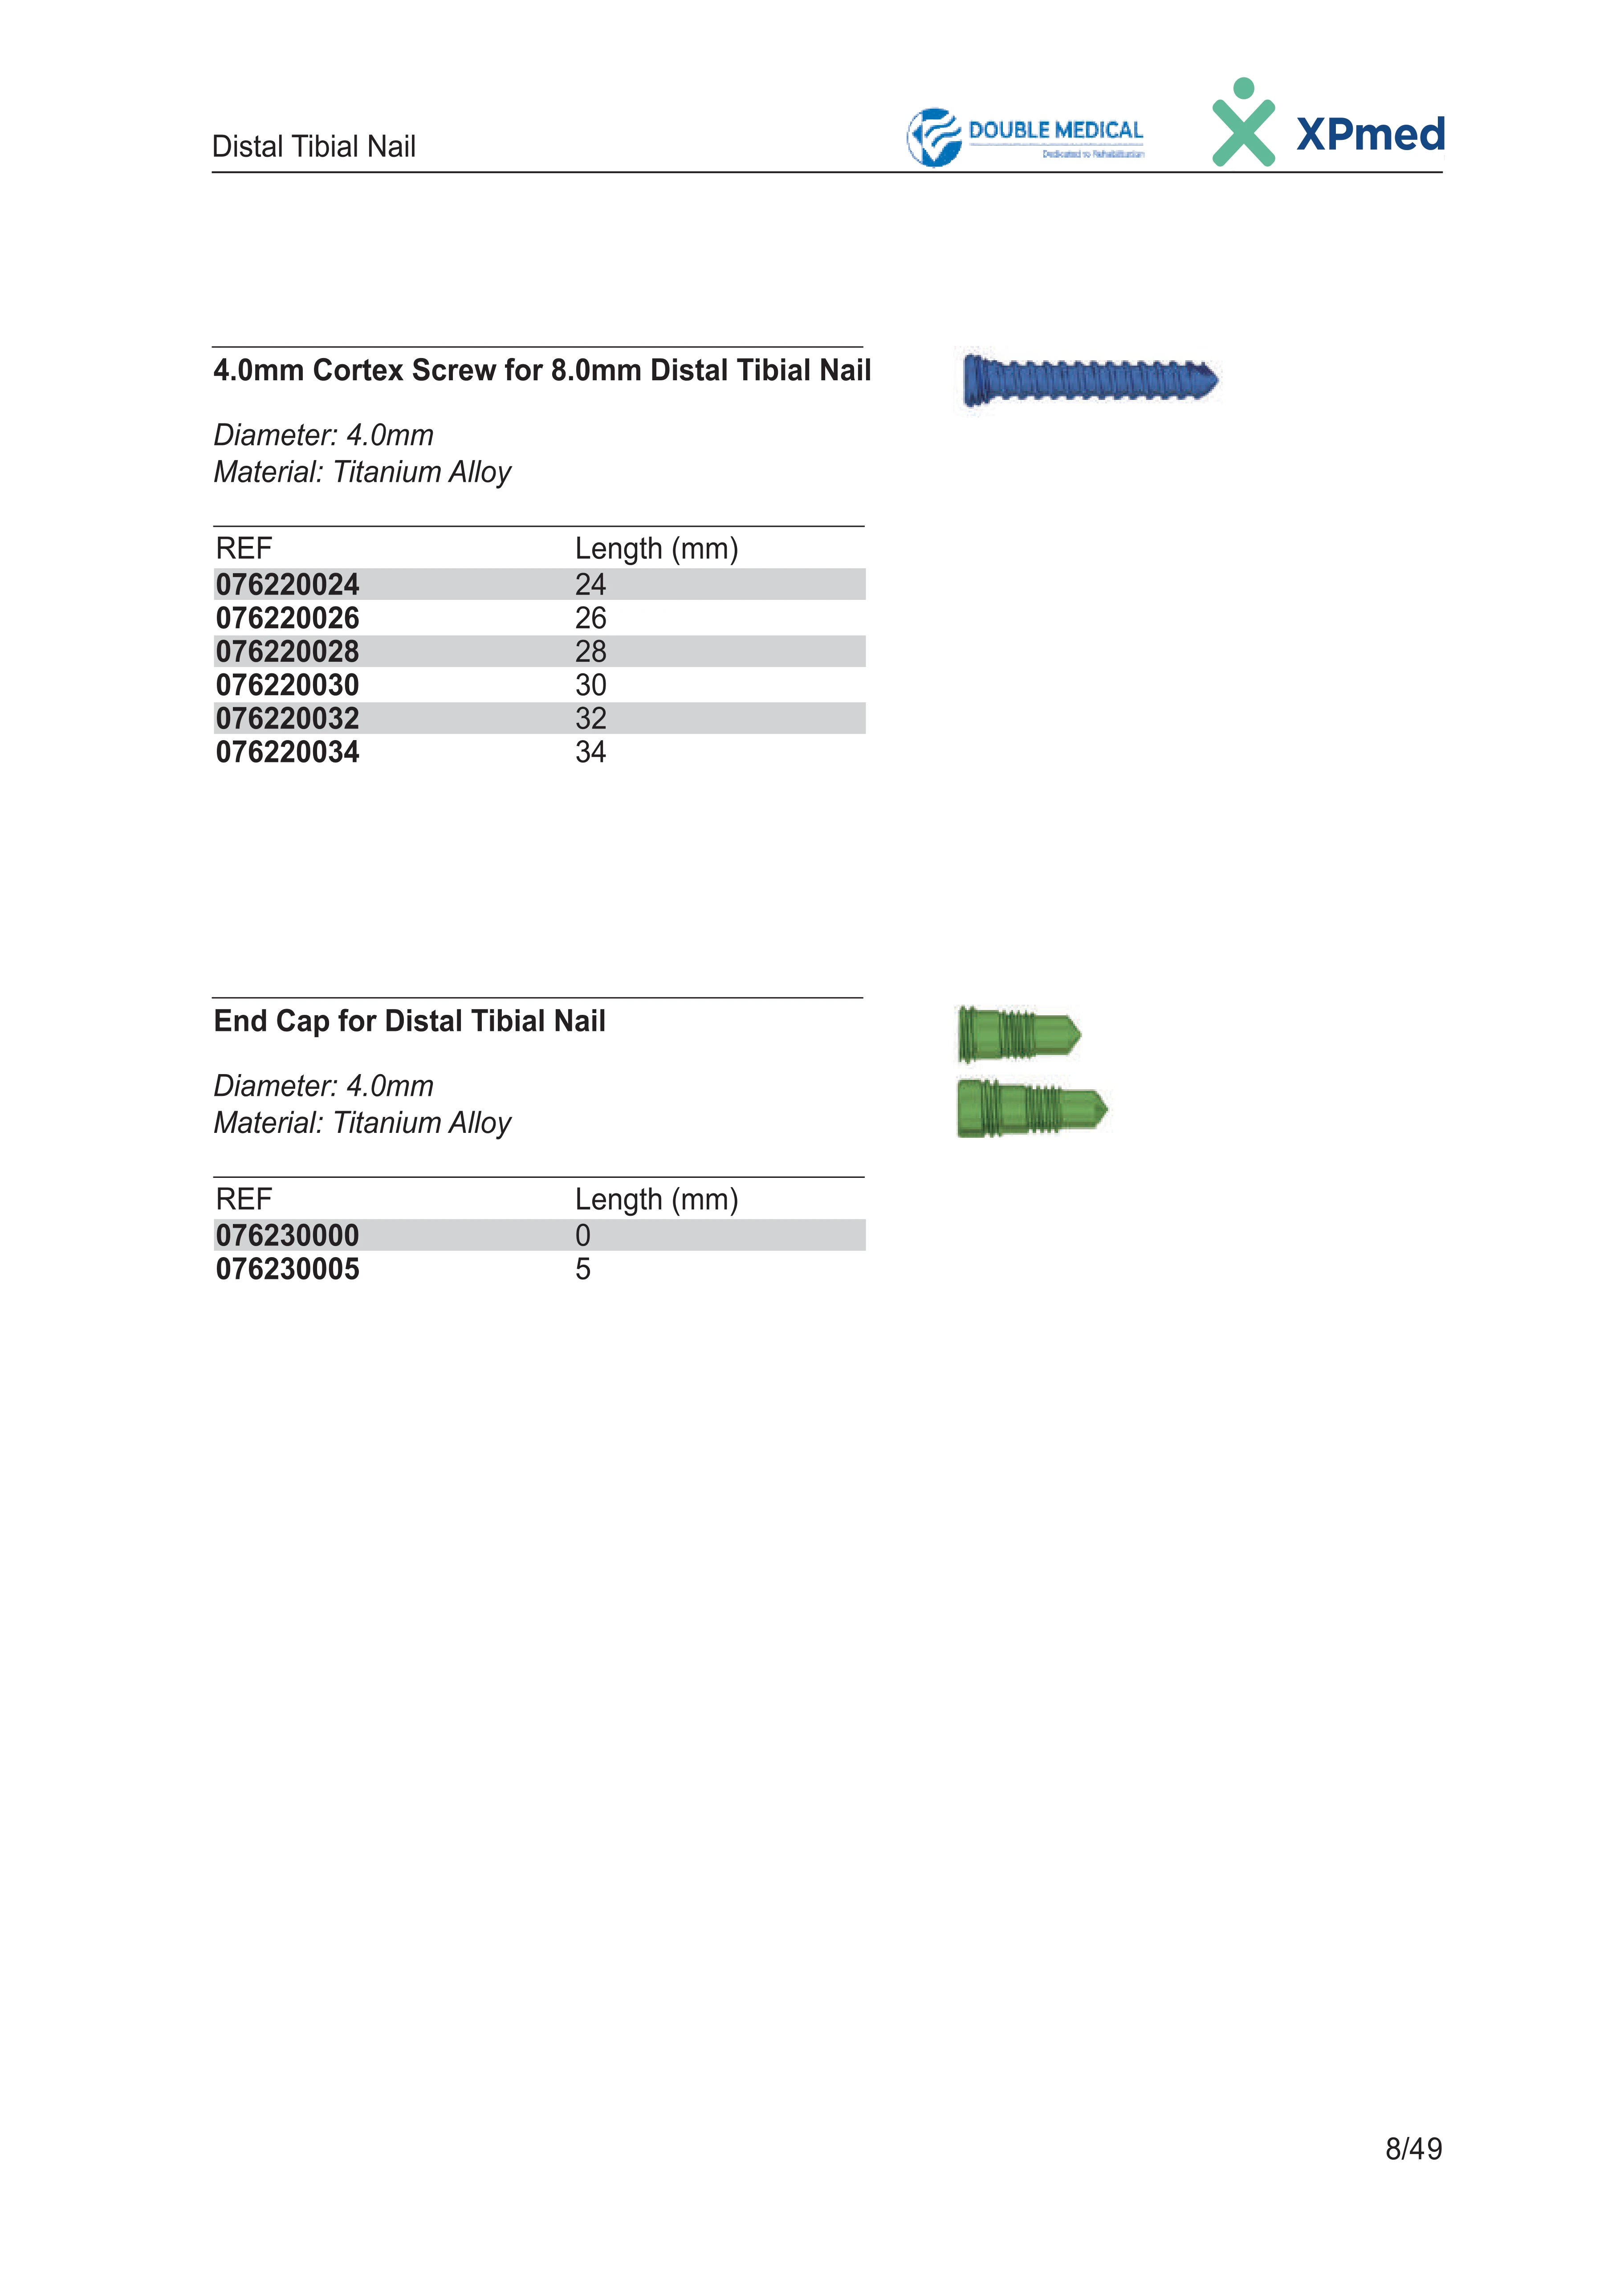 Distal Tibial Nail
DOUBLE MEDICAL
Dedicated to Rehabilitation
XPmed
4.0mm Cortex Screw for 8.0mm Distal Tibial Nail
Diameter: 4.0mm
Material: Titanium Alloy
REF Length (mm)
076220024 24
076220026 26
076220028 28
076220030 30
076220032 32
076220034 34
End Cap for Distal Tibial Nail
Diameter: 4.0mm
Material: Titanium Alloy
REF Length (mm)
076230000 0
076230005 5
8/49